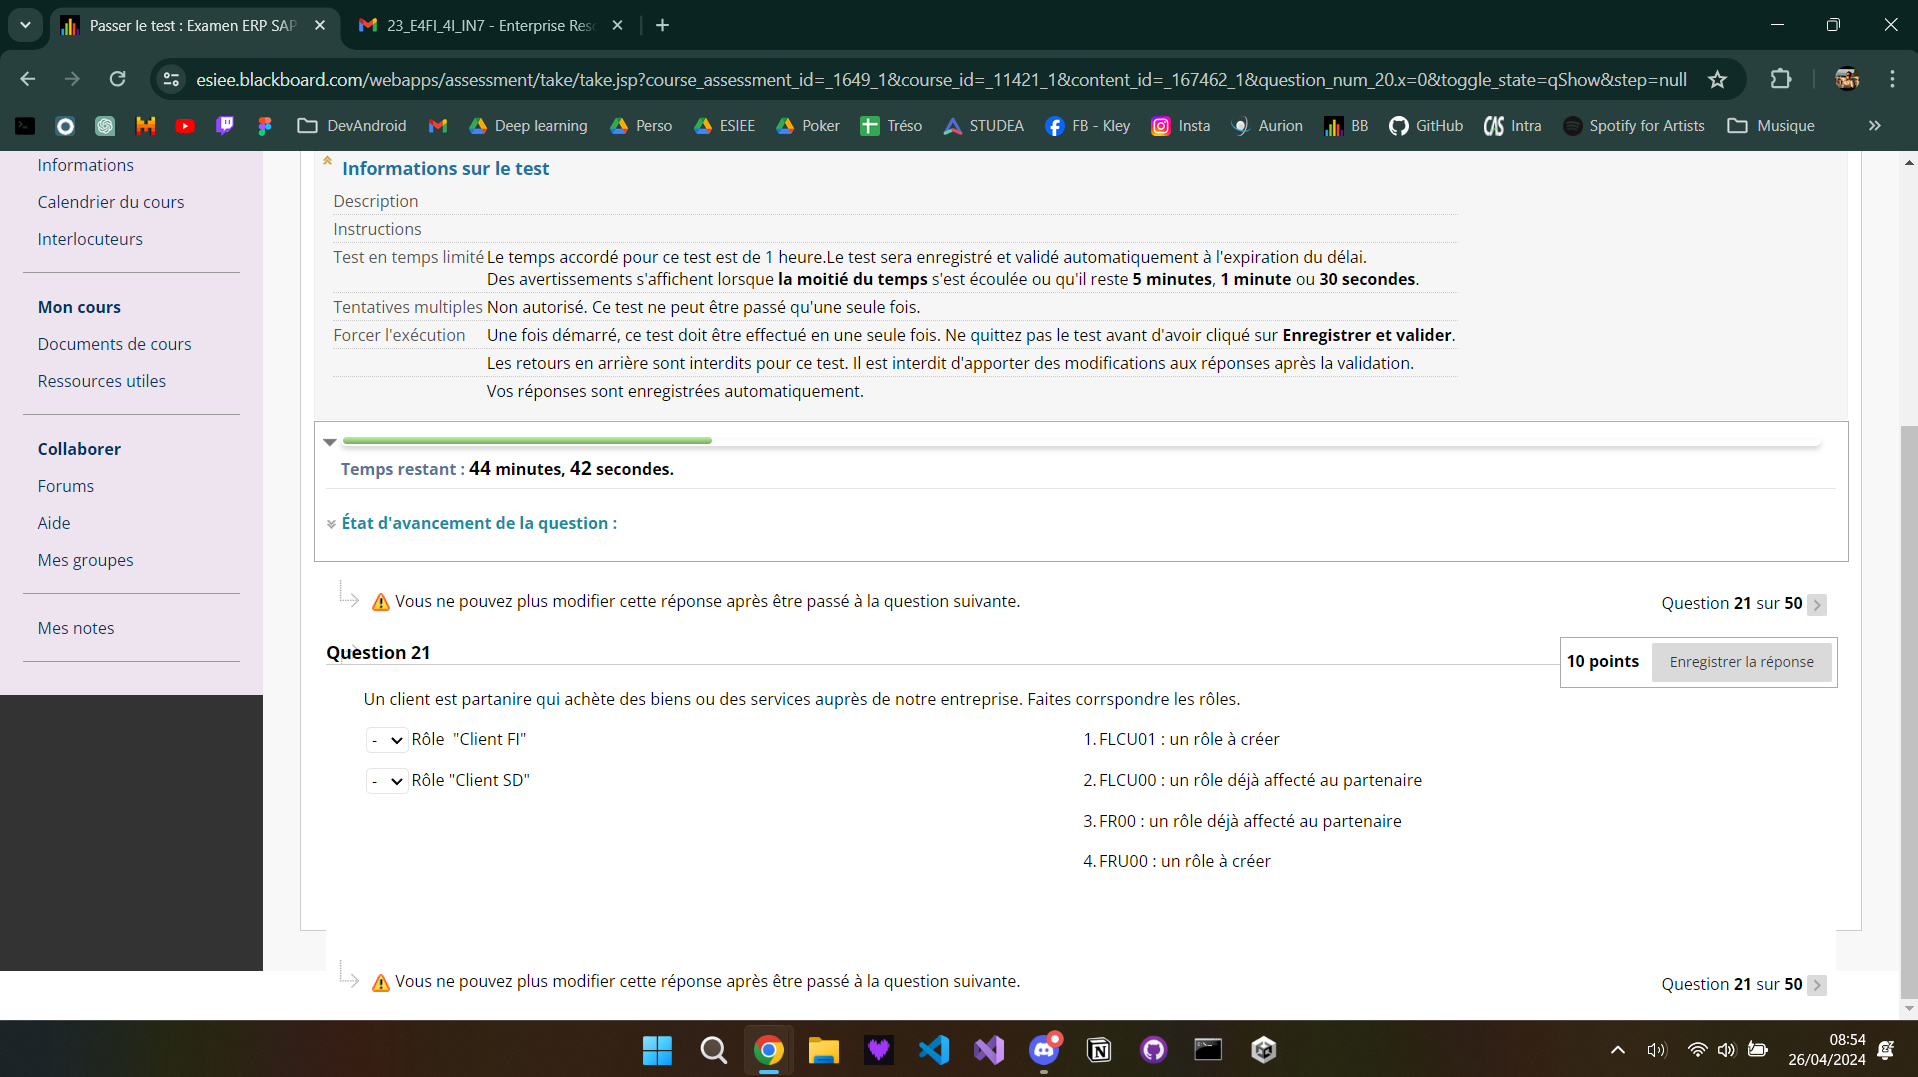 Passer le test : Examen ERP SAP
23_E4FI_4I_IN7 - Enterprise Res
esiee.blackboard.com/webapps/assessment/take/take.jsp?course_assessment_id=_1649_1&course_id=_11421_1&content_id=_167462_1&question_num_20.x=0&toggle_state=qShow&step=null
DevAndroid
Deep learning
Perso
ESIEE
Poker
Tréso
STUDEA
FB - Kley
Insta
Aurion
BB
GitHub
Intra
Spotify for Artists
Musique
Informations
Calendrier du cours
Interlocuteurs
Mon cours
Documents de cours
Ressources utiles
Collaborer
Forums
Aide
Mes groupes
Mes notes
Informations sur le test
Description
Instructions
Test en temps limité Le temps accordé pour ce test est de 1 heure.Le test sera enregistré et validé automatiquement à l'expiration du délai.
Des avertissements s'affichent lorsque la moitié du temps s'est écoulée ou qu'il reste 5 minutes, 1 minute ou 30 secondes.
Tentatives multiples Non autorisé. Ce test ne peut être passé qu'une seule fois.
Forcer l'exécution Une fois démarré, ce test doit être effectué en une seule fois. Ne quittez pas le test avant d'avoir cliqué sur Enregistrer et valider.
Les retours en arrière sont interdits pour ce test. Il est interdit d'apporter des modifications aux réponses après la validation.
Vos réponses sont enregistrées automatiquement.
Temps restant : 44 minutes, 42 secondes.
État d'avancement de la question :
Vous ne pouvez plus modifier cette réponse après être passé à la question suivante.
Question 21 sur 50
Question 21
10 points
Enregistrer la réponse
Un client est partanire qui achète des biens ou des services auprès de notre entreprise. Faites corrspondre les rôles.
- Rôle "Client FI"
- Rôle "Client SD"
1. FLCU01 : un rôle à créer
2. FLCU00 : un rôle déjà affecté au partenaire
3. FR00 : un rôle déjà affecté au partenaire
4. FRU00 : un rôle à créer
Vous ne pouvez plus modifier cette réponse après être passé à la question suivante.
Question 21 sur 50
08:54
26/04/2024